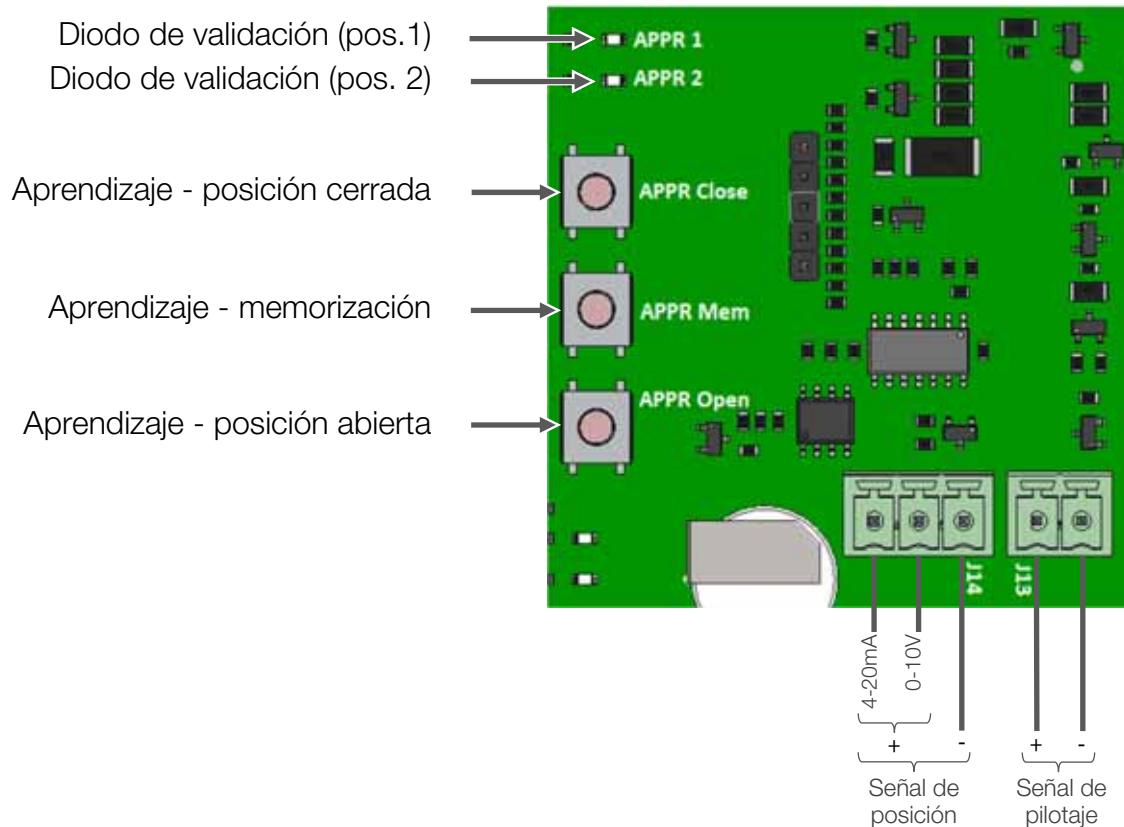 Diodo de validación (pos.1)
APPR 1
Diodo de validación (pos. 2)
APPR 2
Aprendizaje - posición cerrada
APPR Close
Aprendizaje - memorización
APPR Mem
Aprendizaje - posición abierta
APPR Open
J14
J13
4-20mA
0-10V
+
-
+
-
Señal de
posición
Señal de
pilotaje